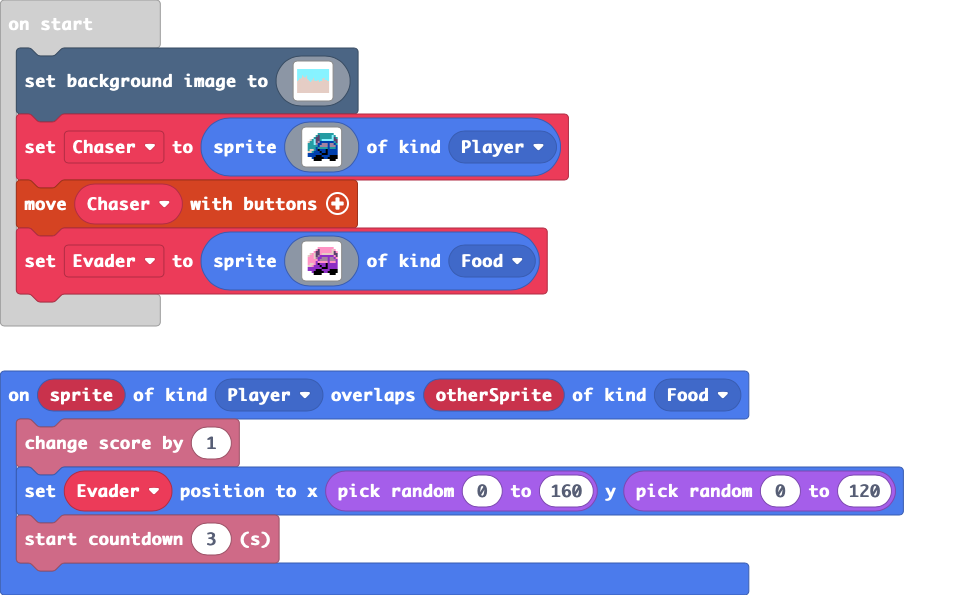 on start
set background image to
set Chaser to sprite of kind Player
move Chaser with buttons
set Evader to sprite of kind Food
on sprite of kind Player overlaps otherSprite of kind Food
change score by 1
set Evader position to x pick random 0 to 160 y pick random 0 to 120
start countdown 3 (s)